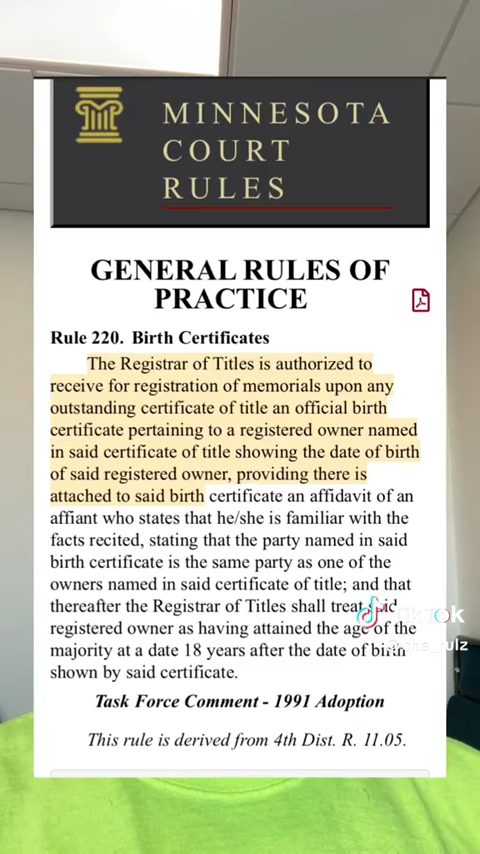 MINNESOTA
COURT
RULES
GENERAL RULES OF
PRACTICE
Rule 220. Birth Certificates
The Registrar of Titles is authorized to
receive for registration of memorials upon any
outstanding certificate of title an official birth
certificate pertaining to a registered owner named
in said certificate of title showing the date of birth
of said registered owner, providing there is
attached to said birth certificate an affidavit of an
affiant who states that he/she is familiar with the
facts recited, stating that the party named in said
birth certificate is the same party as one of the
owners named in said certificate of title; and that
thereafter the Registrar of Titles shall treat said
registered owner as having attained the age of the
majority at a date 18 years after the date of birth
shown by said certificate.
Task Force Comment - 1991 Adoption
This rule is derived from 4th Dist. R. 11.05.
TikTok